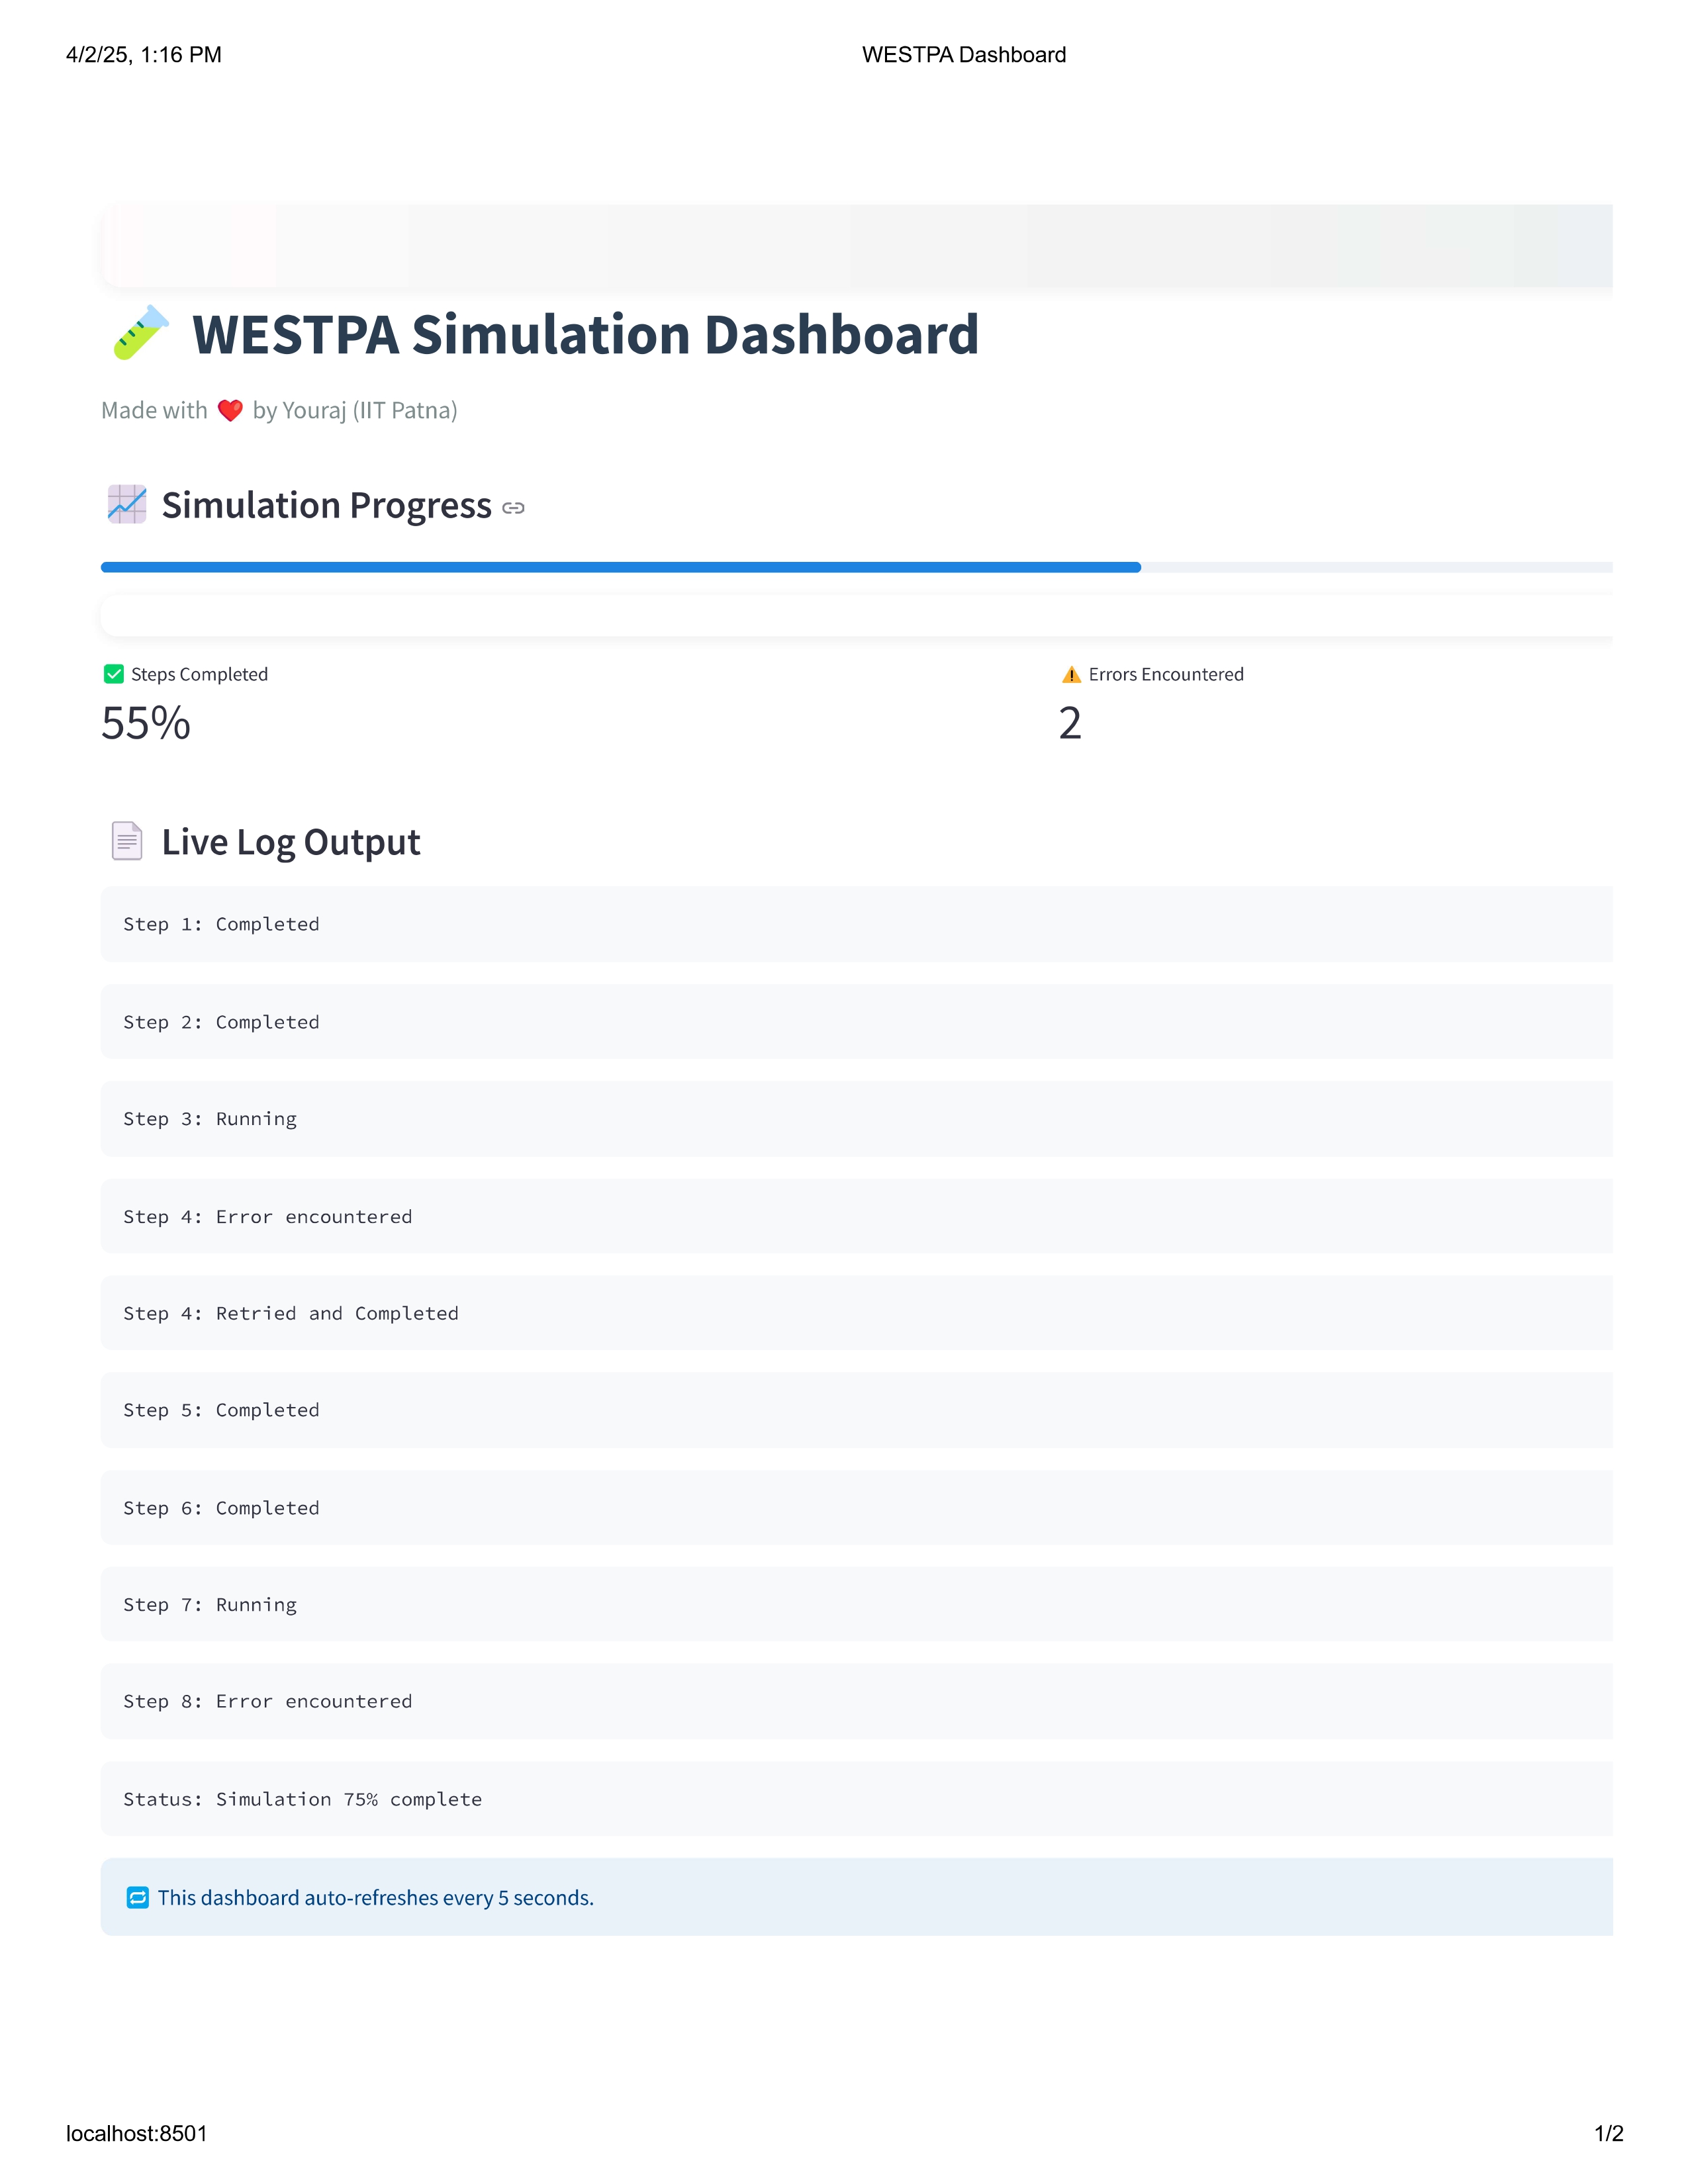 4/2/25, 1:16 PM WESTPA Dashboard
WESTPA Simulation Dashboard
Made with ❤️ by Youraj (IIT Patna)
Simulation Progress
Steps Completed Errors Encountered
55% 2
Live Log Output
Step 1: Completed
Step 2: Completed
Step 3: Running
Step 4: Error encountered
Step 4: Retried and Completed
Step 5: Completed
Step 6: Completed
Step 7: Running
Step 8: Error encountered
Status: Simulation 75% complete
This dashboard auto-refreshes every 5 seconds.
localhost:8501 1/2